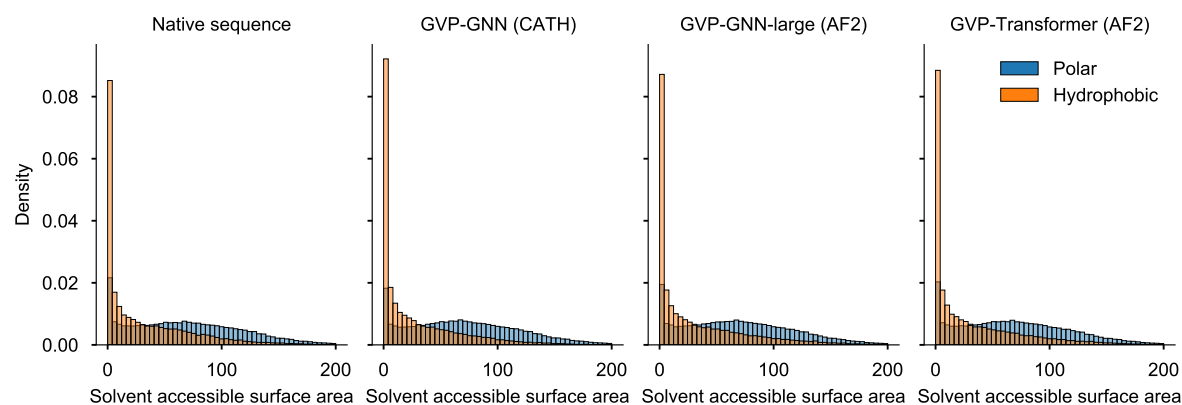 Native sequence
GVP-GNN (CATH)
GVP-GNN-large (AF2)
GVP-Transformer (AF2)
Polar
Hydrophobic
Density
0.08
0.06
0.04
0.02
0.00
0 100 200
0 100 200
0 100 200
0 100 200
Solvent accessible surface area
Solvent accessible surface area
Solvent accessible surface area
Solvent accessible surface area